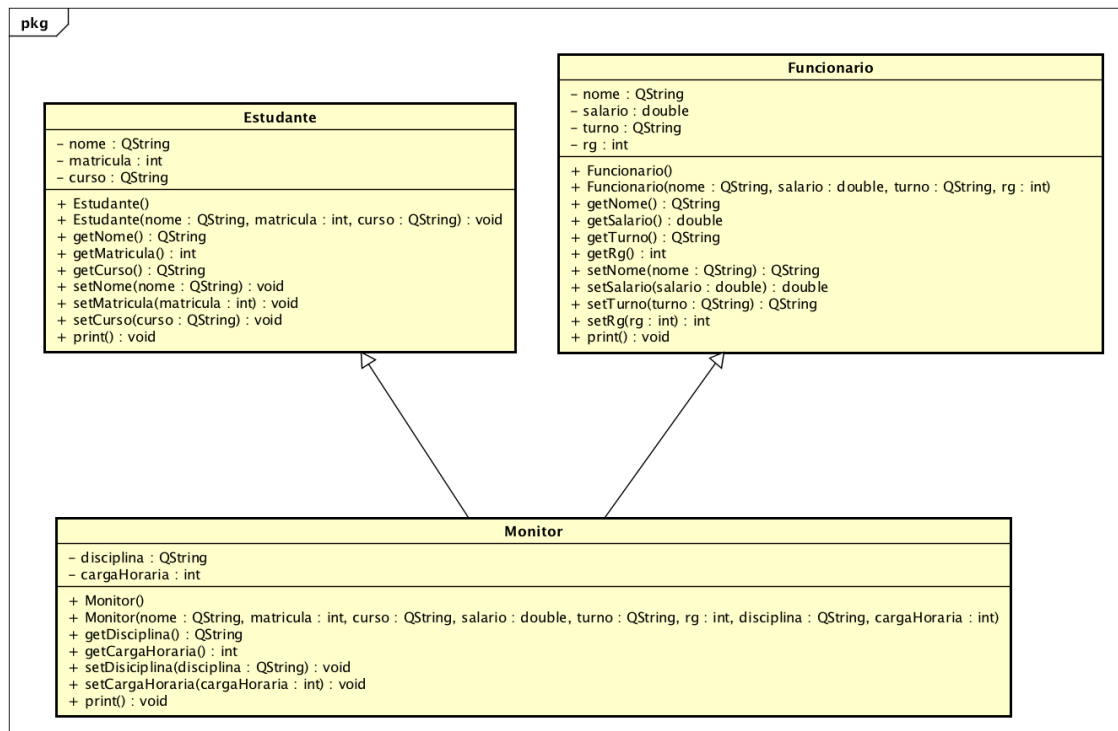 pkg
Estudante
– nome : QString
– matricula : int
– curso : QString
+ Estudante()
+ Estudante(nome : QString, matricula : int, curso : QString) : void
+ getNome() : QString
+ getMatricula() : int
+ getCurso() : QString
+ setNome(nome : QString) : void
+ setMatricula(matricula : int) : void
+ setCurso(curso : QString) : void
+ print() : void
Funcionario
– nome : QString
– salario : double
– turno : QString
– rg : int
+ Funcionario()
+ Funcionario(nome : QString, salario : double, turno : QString, rg : int)
+ getNome() : QString
+ getSalario() : double
+ getTurno() : QString
+ getRg() : int
+ setNome(nome : QString) : QString
+ setSalario(salario : double) : double
+ setTurno(turno : QString) : QString
+ setRg(rg : int) : int
+ print() : void
Monitor
– disciplina : QString
– cargaHoraria : int
+ Monitor()
+ Monitor(nome : QString, matricula : int, curso : QString, salario : double, turno : QString, rg : int, disciplina : QString, cargaHoraria : int)
+ getDisciplina() : QString
+ getCargaHoraria() : int
+ setDisiciplina(disciplina : QString) : void
+ setCargaHoraria(cargaHoraria : int) : void
+ print() : void